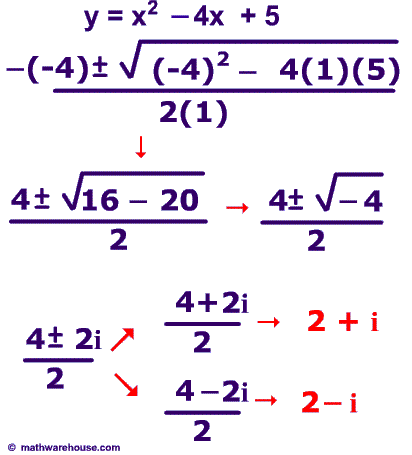 y = x² − 4x + 5
−(-4) ± √(-4)² − 4(1)(5)
2(1)
↓
4 ± √16 − 20 → 4 ± √−4
2 2
4 + 2i → 2 + i
2
4 ± 2i
2
4 − 2i → 2 − i
2
© mathwarehouse.com